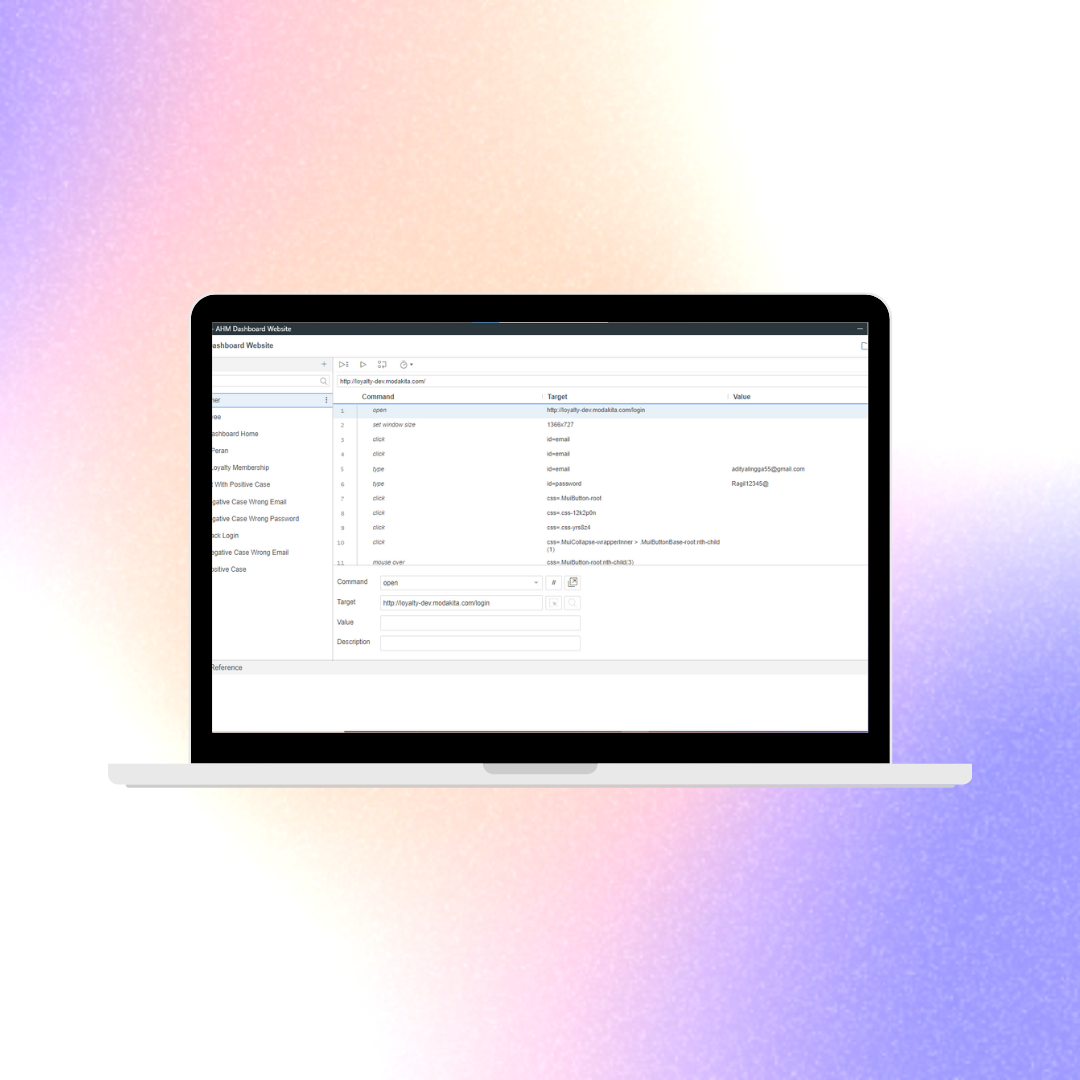 - AHM Dashboard Website
ashboard Website
http://loyalty-dev.modakita.com/
Command Target Value
1 open http://loyalty-dev.modakita.com/login
2 set window size 1366x727
3 click id=email
4 click id=email
5 type id=email adityalingga55@gmail.com
6 type id=password Ragil12345@
7 click css=.MuiButton-root
8 click css=.css-12k2p0n
9 click css=.css-yrs8z4
10 click css=.MuiCollapse-wrapperInner > .MuiButtonBase-root:nth-child
(1)
11 mouse over css=.MuiButton-root:nth-child(3)
ashboard Home
Peran
Loyalty Membership
With Positive Case
gative Case Wrong Email
gative Case Wrong Password
ack Login
egative Case Wrong Email
ositive Case
Command open //
Target http://loyalty-dev.modakita.com/login
Value
Description
Reference